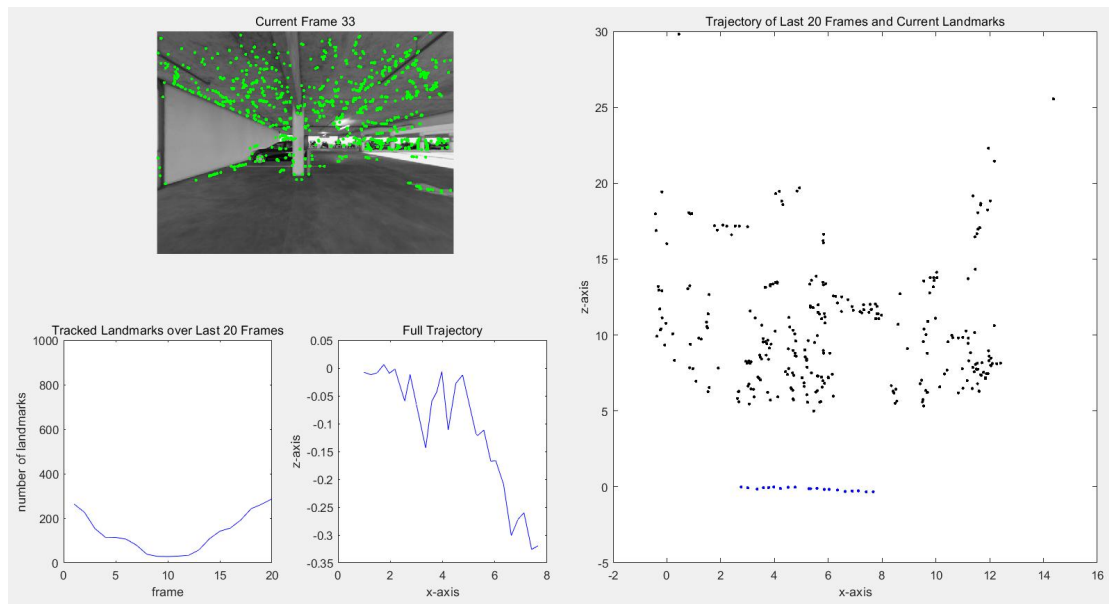 Current Frame 33
Tracked Landmarks over Last 20 Frames
1000
800
600
400
200
0
number of landmarks
0 5 10 15 20
frame
Full Trajectory
0.05
0
-0.05
-0.1
-0.15
-0.2
-0.25
-0.3
-0.35
z-axis
0 2 4 6 8
x-axis
Trajectory of Last 20 Frames and Current Landmarks
30
25
20
15
10
5
0
-5
z-axis
-2 0 2 4 6 8 10 12 14 16
x-axis